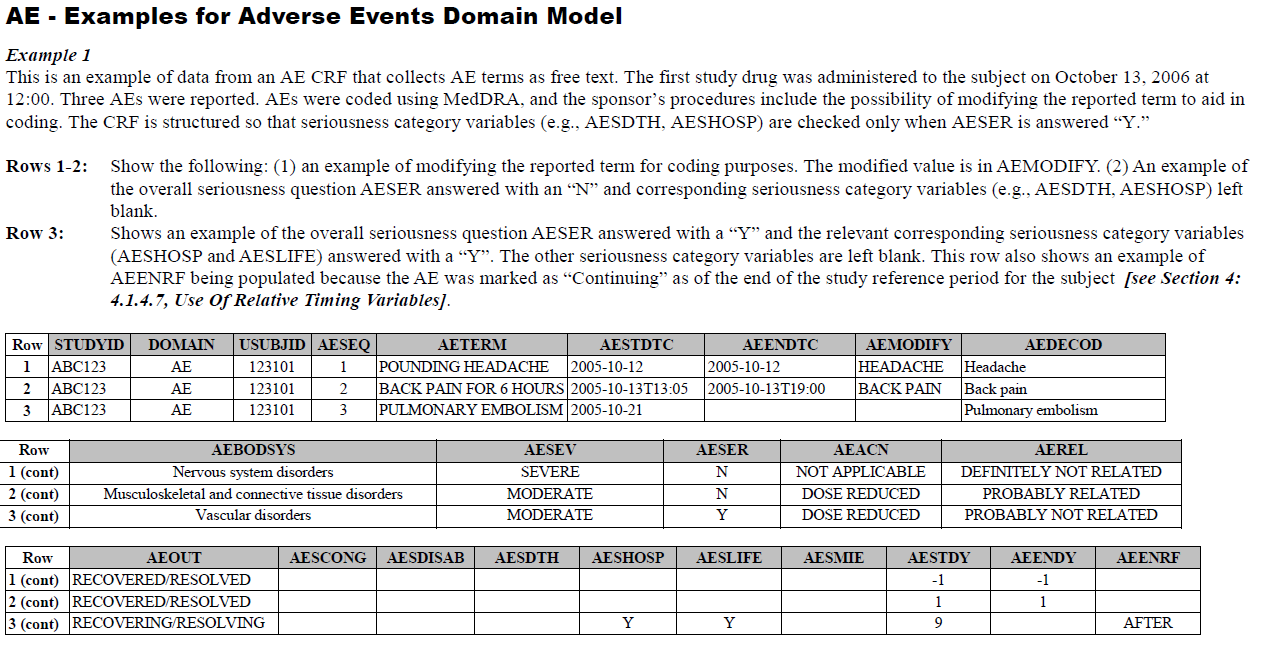 AE - Examples for Adverse Events Domain Model
Example 1
This is an example of data from an AE CRF that collects AE terms as free text. The first study drug was administered to the subject on October 13, 2006 at
12:00. Three AEs were reported. AEs were coded using MedDRA, and the sponsor’s procedures include the possibility of modifying the reported term to aid in
coding. The CRF is structured so that seriousness category variables (e.g., AESDTH, AESHOSP) are checked only when AESER is answered “Y.”
Rows 1-2: Show the following: (1) an example of modifying the reported term for coding purposes. The modified value is in AEMODIFY. (2) An example of
the overall seriousness question AESER answered with an “N” and corresponding seriousness category variables (e.g., AESDTH, AESHOSP) left
blank.
Row 3: Shows an example of the overall seriousness question AESER answered with a “Y” and the relevant corresponding seriousness category variables
(AESHOSP and AESLIFE) answered with a “Y”. The other seriousness category variables are left blank. This row also shows an example of
AEENRF being populated because the AE was marked as “Continuing” as of the end of the study reference period for the subject [see Section 4:
4.1.4.7, Use Of Relative Timing Variables].
Row STUDYID DOMAIN USUBJID AESEQ AETERM AESTDTC AEENDTC AEMODIFY AEDECOD
1 ABC123 AE 123101 1 POUNDING HEADACHE 2005-10-12 2005-10-12 HEADACHE Headache
2 ABC123 AE 123101 2 BACK PAIN FOR 6 HOURS 2005-10-13T13:05 2005-10-13T19:00 BACK PAIN Back pain
3 ABC123 AE 123101 3 PULMONARY EMBOLISM 2005-10-21 Pulmonary embolism
Row AEBODSYS AESEV AESER AEACN AEREL
1 (cont) Nervous system disorders SEVERE N NOT APPLICABLE DEFINITELY NOT RELATED
2 (cont) Musculoskeletal and connective tissue disorders MODERATE N DOSE REDUCED PROBABLY RELATED
3 (cont) Vascular disorders MODERATE Y DOSE REDUCED PROBABLY NOT RELATED
Row AEOUT AESCONG AESDISAB AESDTH AESHOSP AESLIFE AESMIE AESTDY AEENDY AEENRF
1 (cont) RECOVERED/RESOLVED -1 -1
2 (cont) RECOVERED/RESOLVED 1 1
3 (cont) RECOVERING/RESOLVING Y Y 9 AFTER